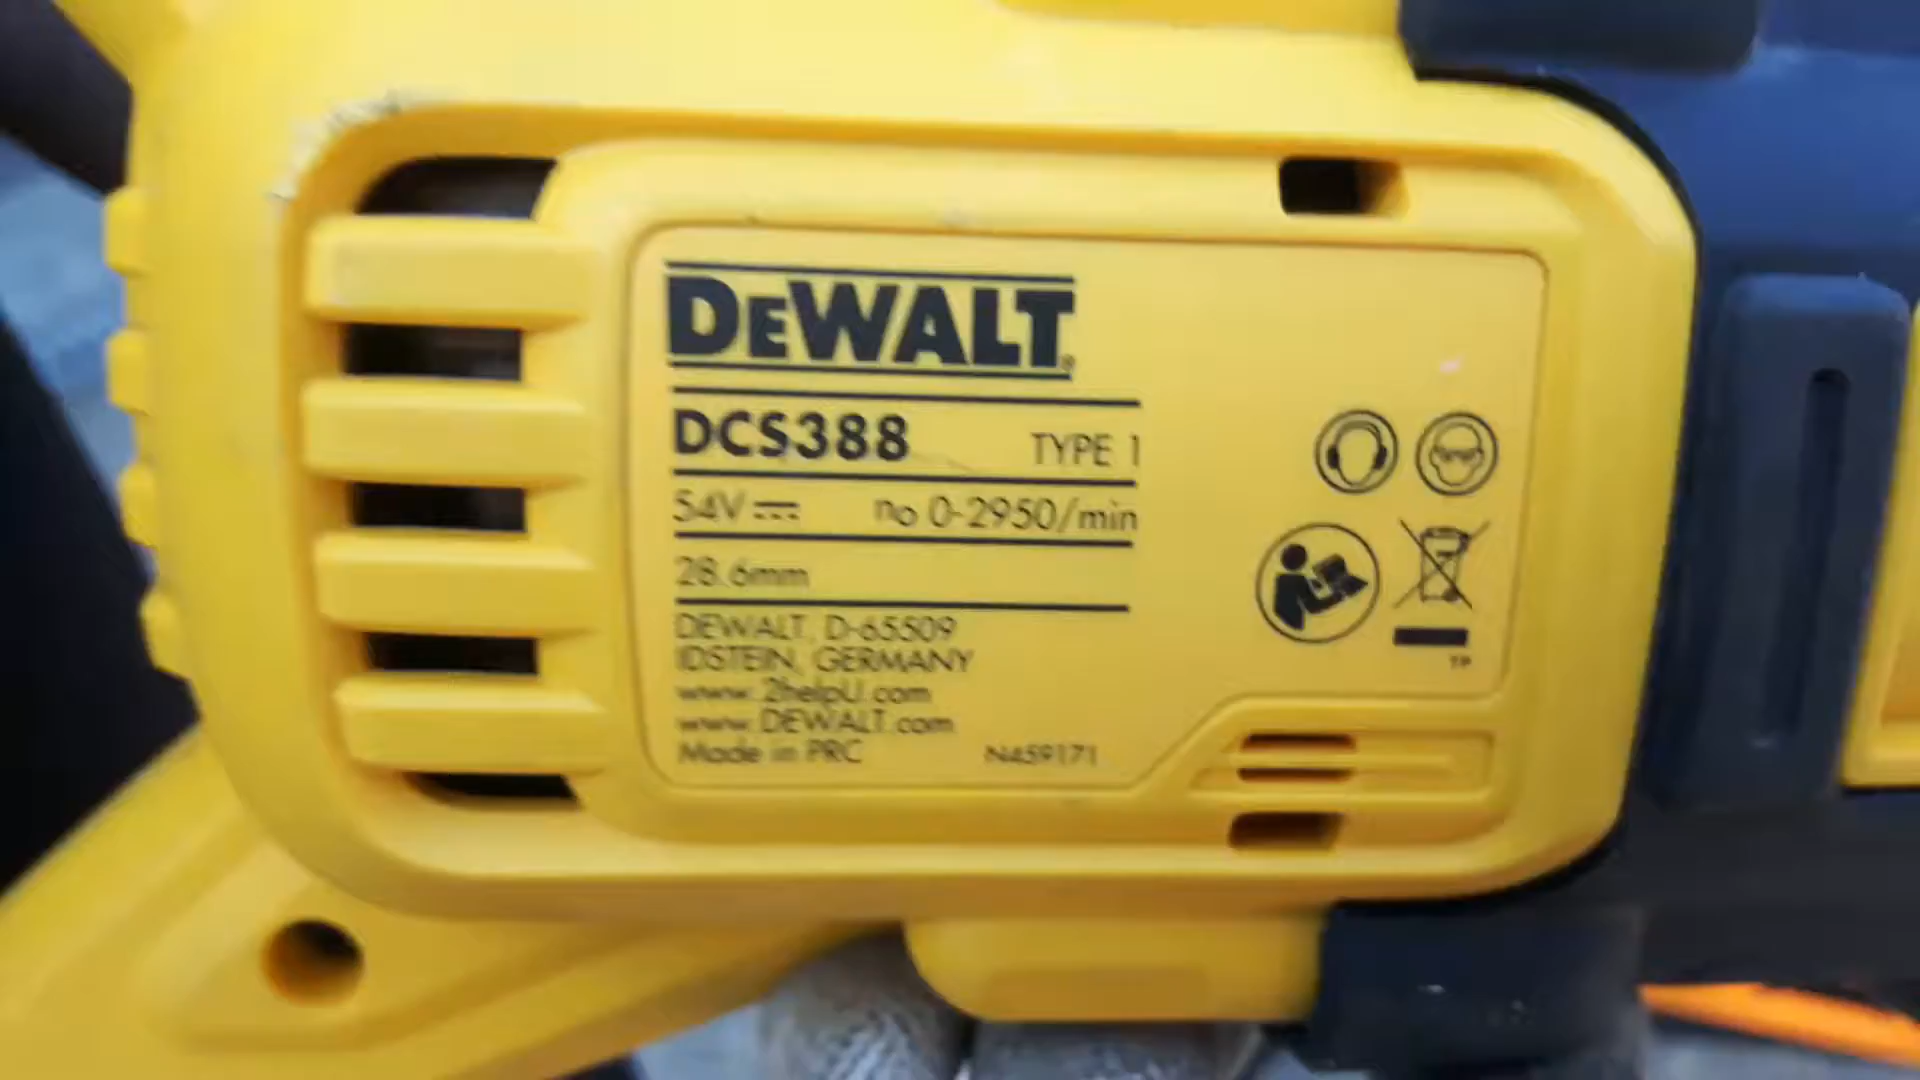 DEWALT®
DCS388 TYPE 1
54V n₀ 0-2950/min
28.6mm
DEWALT, D-65509
IDSTEIN, GERMANY
www.2helpU.com
www.DEWALT.com
Made in PRC N459171